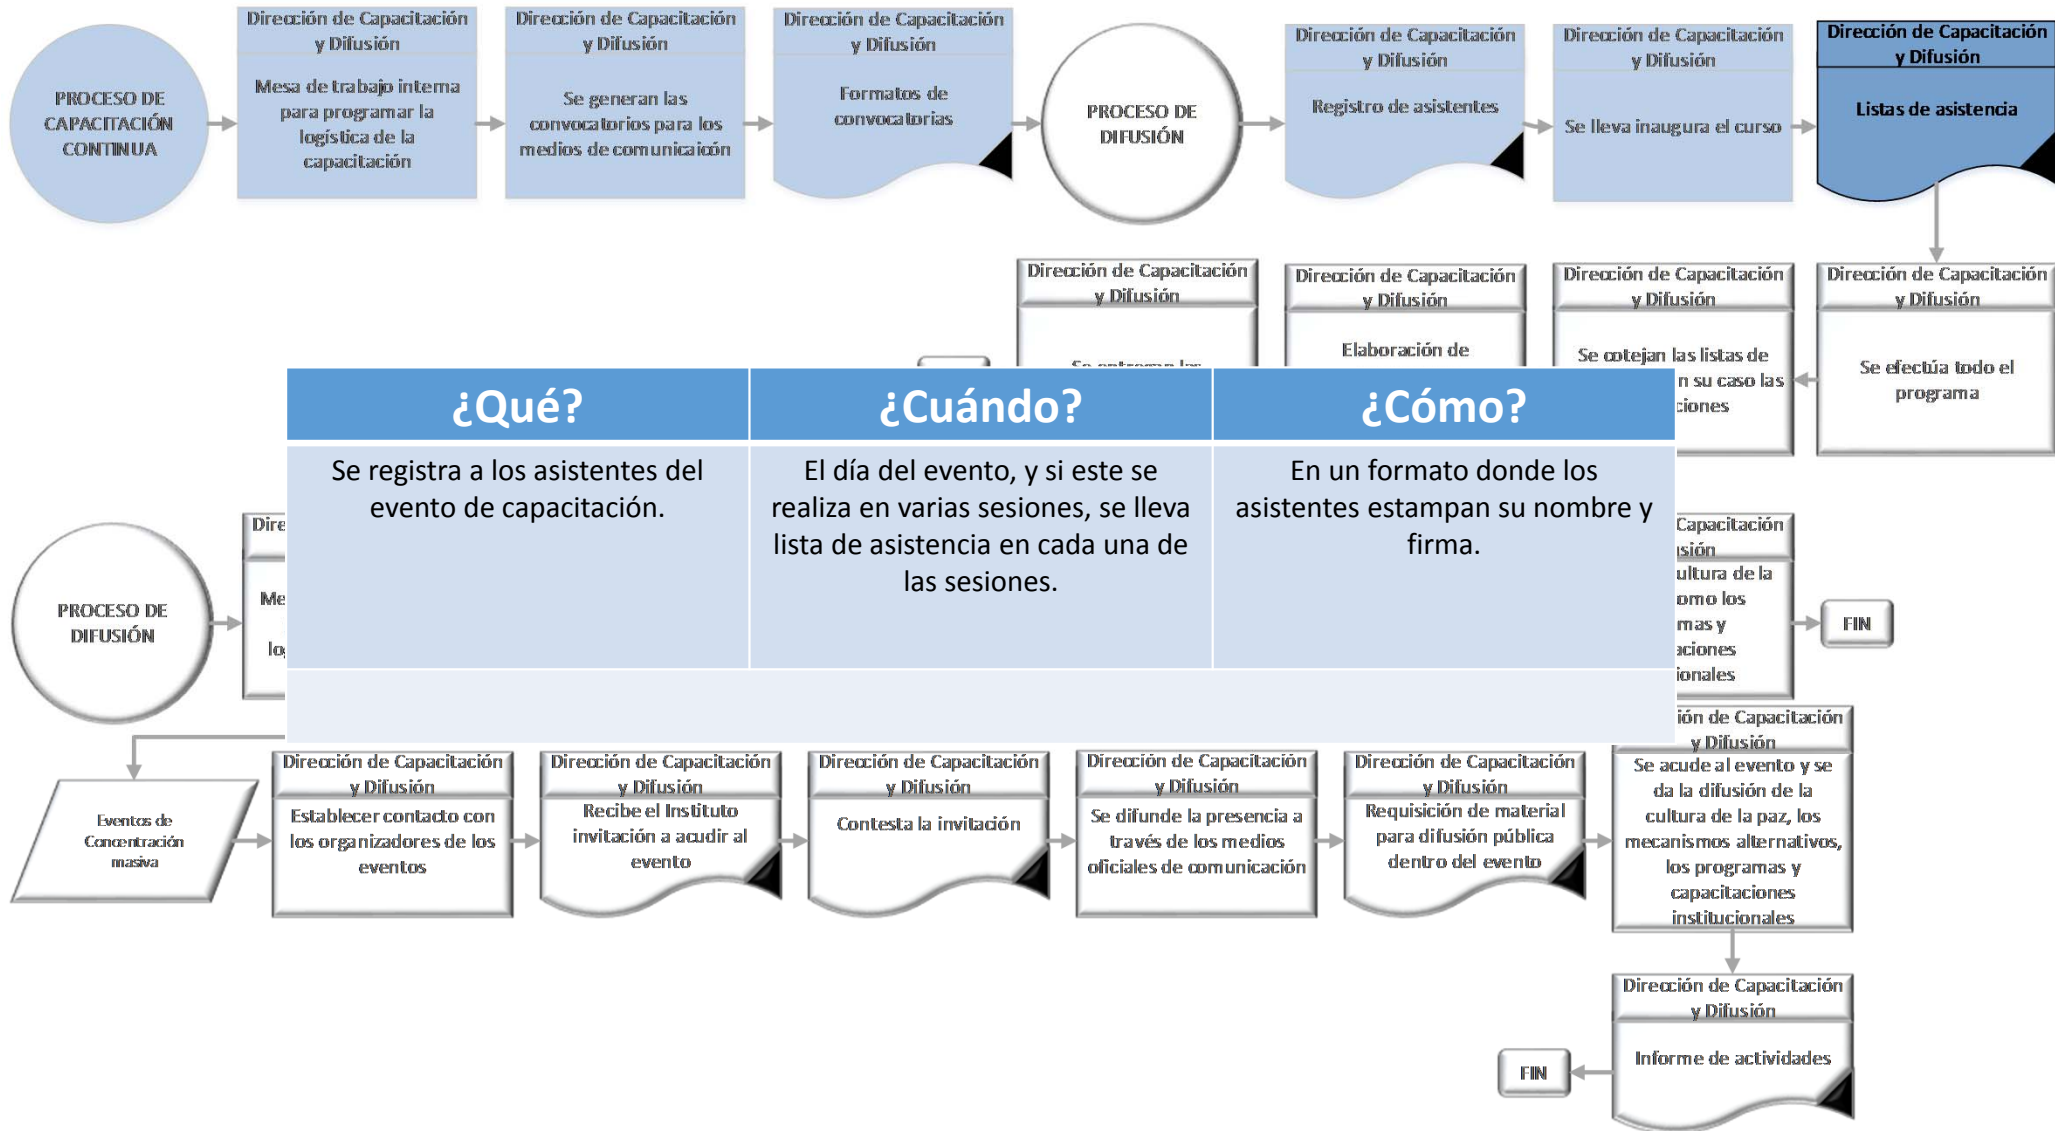 PROCESO DE
CAPACITACIÓN
CONTINUA
Dirección de Capacitación
y Difusión
Mesa de trabajo interna
para programar la
logística de la
capacitación
Dirección de Capacitación
y Difusión
Se generan las
convocatorios para los
medios de comunicaicón
Dirección de Capacitación
y Difusión
Formatos de
convocatorias
PROCESO DE
DIFUSIÓN
Dirección de Capacitación
y Difusión
Registro de asistentes
Dirección de Capacitación
y Difusión
Se lleva inaugura el curso
Dirección de Capacitación
y Difusión
Listas de asistencia
Dirección de Capacitación
y Difusión
Dirección de Capacitación
y Difusión
Elaboración de
Dirección de Capacitación
y Difusión
Se cotejan las listas de
n su caso las
ciones
Dirección de Capacitación
y Difusión
Se efectúa todo el
programa
¿Qué?
¿Cuándo?
¿Cómo?
Se registra a los asistentes del
evento de capacitación.
El día del evento, y si este se
realiza en varias sesiones, se lleva
lista de asistencia en cada una de
las sesiones.
En un formato donde los
asistentes estampan su nombre y
firma.
PROCESO DE
DIFUSIÓN
Dire
Me
Capacitación
usión
ultura de la
omo los
mas y
aciones
ionales
FIN
Eventos de
Concentración
masiva
Dirección de Capacitación
y Difusión
Establecer contacto con
los organizadores de los
eventos
Dirección de Capacitación
y Difusión
Recibe el Instituto
invitación a acudir al
evento
Dirección de Capacitación
y Difusión
Contesta la invitación
Dirección de Capacitación
y Difusión
Se difunde la presencia a
través de los medios
oficiales de comunicación
Dirección de Capacitación
y Difusión
Requisición de material
para difusión pública
dentro del evento
ión de Capacitación
y Difusión
Se acude al evento y se
da la difusión de la
cultura de la paz, los
mecanismos alternativos,
los programas y
capacitaciones
institucionales
Dirección de Capacitación
y Difusión
Informe de actividades
FIN